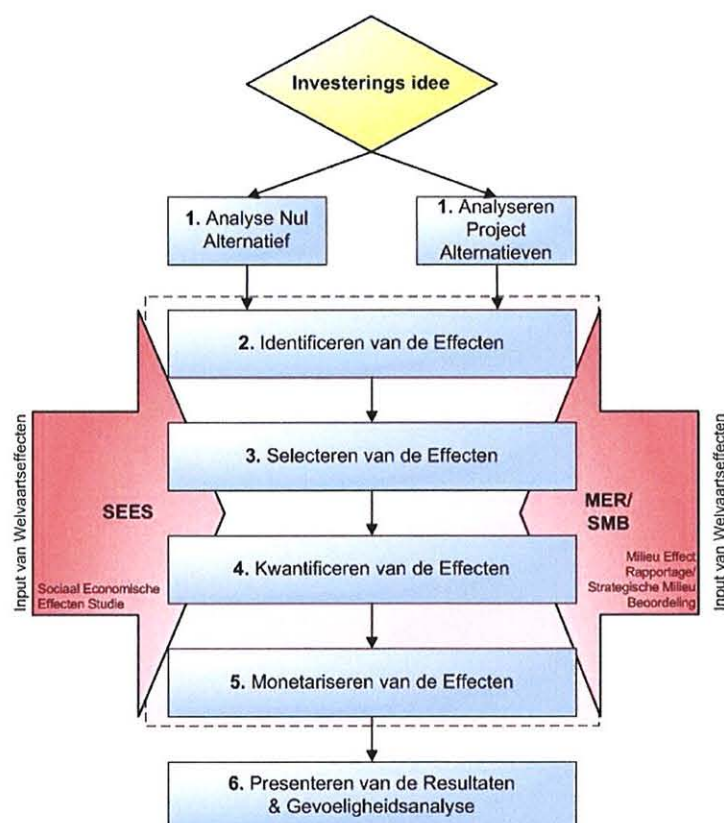 Investerings idee
1. Analyse Nul
Alternatief
1. Analyseren
Project
Alternatieven
2. Identificeren van de Effecten
3. Selecteren van de Effecten
Input van Welvaartseffecten
SEES
Sociaal Economische
Effecten Studie
MER/
SMB
Milieu Effect
Rapportage/
Strategische Milieu
Beoordeling
Input van Welvaartseffecten
4. Kwantificeren van de Effecten
5. Monetariseren van de Effecten
6. Presenteren van de Resultaten
& Gevoeligheidsanalyse